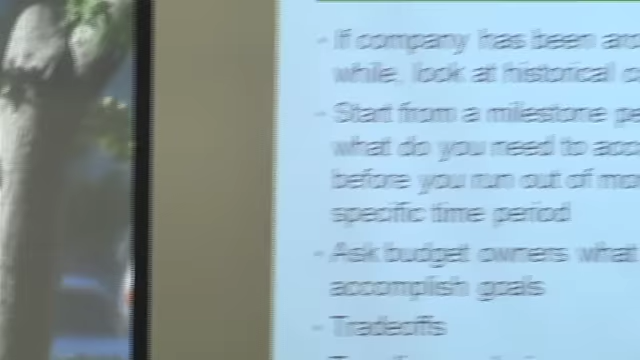 - If company has been
while, look at historical
- Start from a milestone
what do you need to
before you run out of
specific time period
- Ask budget owners what
accomplish goals
- Tradeoffs